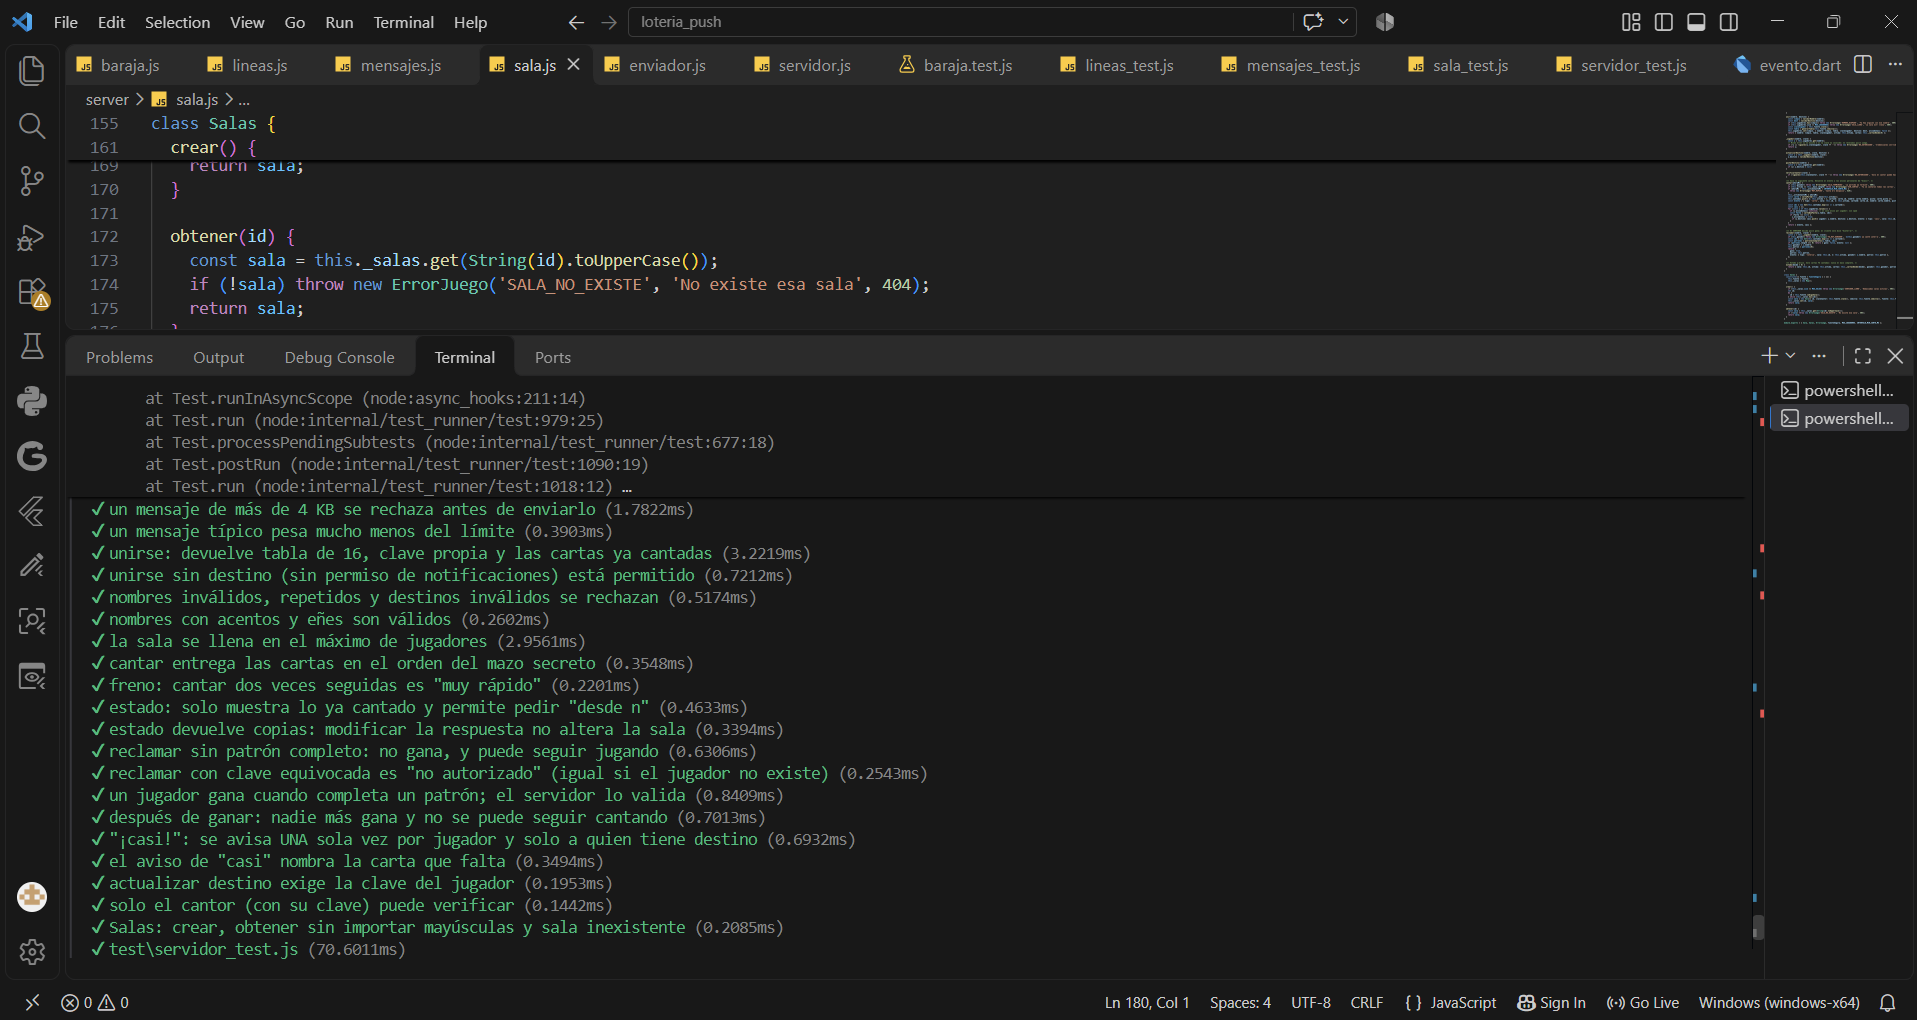 File Edit Selection View Go Run Terminal Help
loteria_push
JS baraja.js JS lineas.js JS mensajes.js JS sala.js JS enviador.js JS servidor.js baraja.test.js JS lineas_test.js JS mensajes_test.js JS sala_test.js JS servidor_test.js evento.dart
server > JS sala.js > ...
155 class Salas {
161 crear() {
169 return sala;
170 }
171
172 obtener(id) {
173 const sala = this._salas.get(String(id).toUpperCase());
174 if (!sala) throw new ErrorJuego('SALA_NO_EXISTE', 'No existe esa sala', 404);
175 return sala;
176 }
Problems Output Debug Console Terminal Ports
powershell...
powershell...
at Test.runInAsyncScope (node:async_hooks:211:14)
at Test.run (node:internal/test_runner/test:979:25)
at Test.processPendingSubtests (node:internal/test_runner/test:677:18)
at Test.postRun (node:internal/test_runner/test:1090:19)
at Test.run (node:internal/test_runner/test:1018:12) …
✓ un mensaje de más de 4 KB se rechaza antes de enviarlo (1.7822ms)
✓ un mensaje típico pesa mucho menos del límite (0.3903ms)
✓ unirse: devuelve tabla de 16, clave propia y las cartas ya cantadas (3.2219ms)
✓ unirse sin destino (sin permiso de notificaciones) está permitido (0.7212ms)
✓ nombres inválidos, repetidos y destinos inválidos se rechazan (0.5174ms)
✓ nombres con acentos y eñes son válidos (0.2602ms)
✓ la sala se llena en el máximo de jugadores (2.9561ms)
✓ cantar entrega las cartas en el orden del mazo secreto (0.3548ms)
✓ freno: cantar dos veces seguidas es "muy rápido" (0.2201ms)
✓ estado: solo muestra lo ya cantado y permite pedir "desde n" (0.4633ms)
✓ estado devuelve copias: modificar la respuesta no altera la sala (0.3394ms)
✓ reclamar sin patrón completo: no gana, y puede seguir jugando (0.6306ms)
✓ reclamar con clave equivocada es "no autorizado" (igual si el jugador no existe) (0.2543ms)
✓ un jugador gana cuando completa un patrón; el servidor lo valida (0.8409ms)
✓ después de ganar: nadie más gana y no se puede seguir cantando (0.7013ms)
✓ "¡casi!": se avisa UNA sola vez por jugador y solo a quien tiene destino (0.6932ms)
✓ el aviso de "casi" nombra la carta que falta (0.3494ms)
✓ actualizar destino exige la clave del jugador (0.1953ms)
✓ solo el cantor (con su clave) puede verificar (0.1442ms)
✓ Salas: crear, obtener sin importar mayúsculas y sala inexistente (0.2085ms)
✓ test\servidor_test.js (70.6011ms)
0 0 Ln 180, Col 1 Spaces: 4 UTF-8 CRLF {} JavaScript Sign In Go Live Windows (windows-x64)